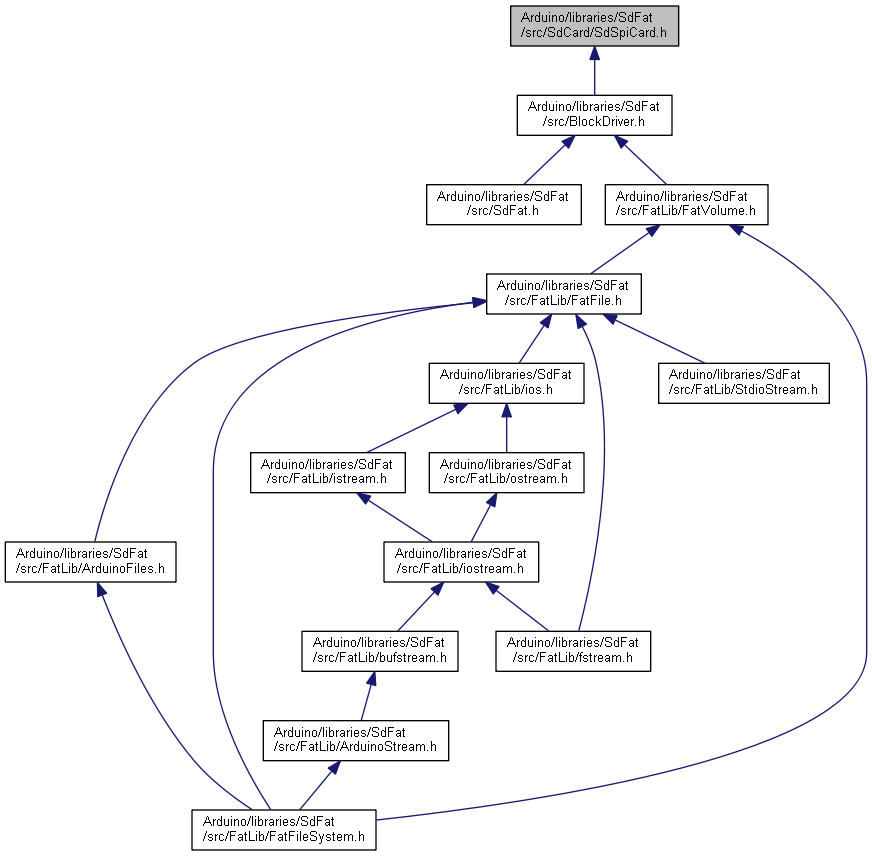 Arduino/libraries/SdFat
/src/SdCard/SdSpiCard.h
Arduino/libraries/SdFat
/src/BlockDriver.h
Arduino/libraries/SdFat
/src/SdFat.h
Arduino/libraries/SdFat
/src/FatLib/FatVolume.h
Arduino/libraries/SdFat
/src/FatLib/FatFile.h
Arduino/libraries/SdFat
/src/FatLib/ios.h
Arduino/libraries/SdFat
/src/FatLib/StdioStream.h
Arduino/libraries/SdFat
/src/FatLib/istream.h
Arduino/libraries/SdFat
/src/FatLib/ostream.h
Arduino/libraries/SdFat
/src/FatLib/ArduinoFiles.h
Arduino/libraries/SdFat
/src/FatLib/iostream.h
Arduino/libraries/SdFat
/src/FatLib/bufstream.h
Arduino/libraries/SdFat
/src/FatLib/fstream.h
Arduino/libraries/SdFat
/src/FatLib/ArduinoStream.h
Arduino/libraries/SdFat
/src/FatLib/FatFileSystem.h